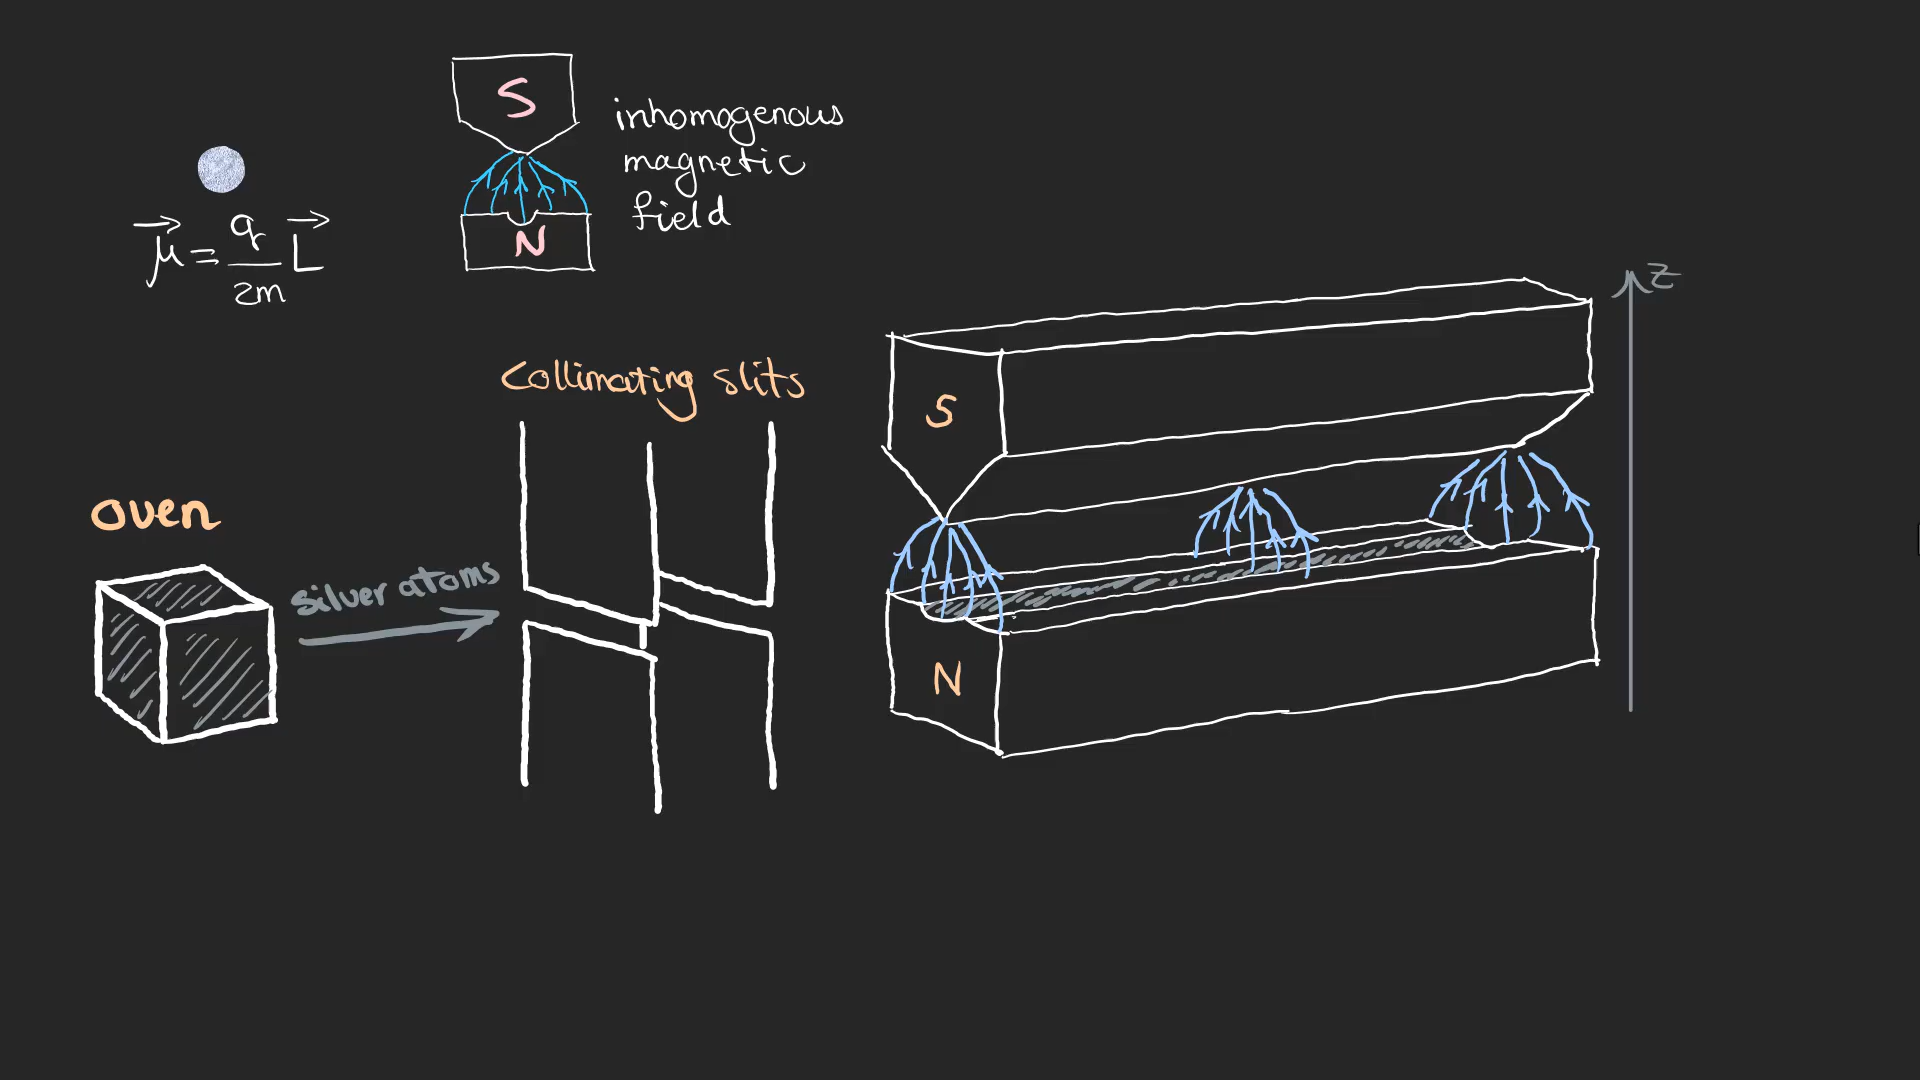 S
inhomogenous
magnetic
field
N
μ⃗ = q/2m L⃗
z
Collimating slits
S
oven
silver atoms
N